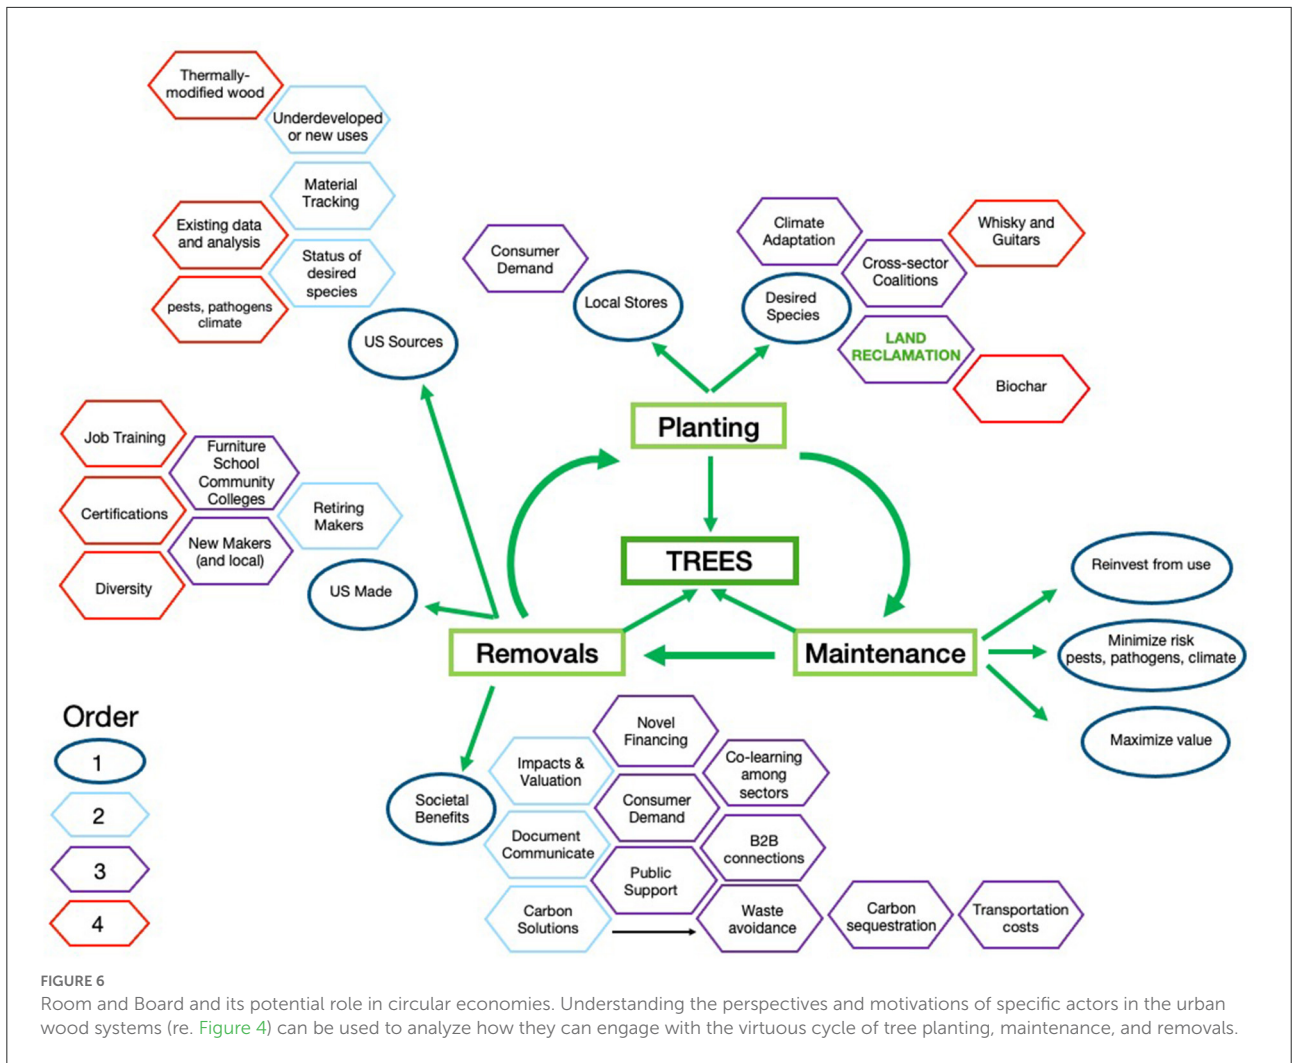 Thermally-
modified wood
Underdeveloped
or new uses
Material
Tracking
Existing data
and analysis
Status of
desired
species
pests, pathogens
climate
US Sources
Consumer
Demand
Local Stores
Climate
Adaptation
Cross-sector
Coalitions
Whisky and
Guitars
Desired
Species
LAND
RECLAMATION
Biochar
Planting
Job Training
Furniture
School
Community
Colleges
Certifications
Retiring
Makers
New Makers
(and local)
Diversity
US Made
TREES
Removals
Maintenance
Reinvest from use
Minimize risk
pests, pathogens, climate
Maximize value
Societal
Benefits
Impacts &
Valuation
Novel
Financing
Co-learning
among
sectors
Consumer
Demand
Document
Communicate
B2B
connections
Public
Support
Carbon
Solutions
Waste
avoidance
Carbon
sequestration
Transportation
costs
Order
1
2
3
4
FIGURE 6
Room and Board and its potential role in circular economies. Understanding the perspectives and motivations of specific actors in the urban
wood systems (re. Figure 4) can be used to analyze how they can engage with the virtuous cycle of tree planting, maintenance, and removals.